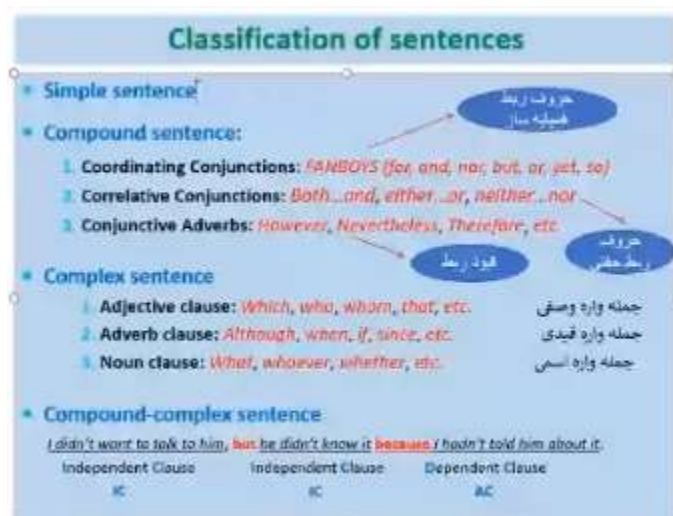 Classification of sentences
Simple sentence
حروف ربط
همپایه ساز
Compound sentence:
1. Coordinating Conjunctions: FANBOYS (for, and, nor, but, or, yet, so)
2. Correlative Conjunctions: Both...and, either...or, neither...nor
3. Conjunctive Adverbs: However, Nevertheless, Therefore, etc.
حروف
قیود ربط
Complex sentence
1. Adjective clause: Which, who, whom, that, etc. جمله واره وصفی
2. Adverb clause: Although, when, if, since, etc. جمله واره قیدی
3. Noun clause: What, whoever, whether, etc. جمله واره اسمی
Compound-complex sentence
I didn't want to talk to him, but he didn't know it because I hadn't told him about it.
Independent Clause Independent Clause Dependent Clause
IC IC AC